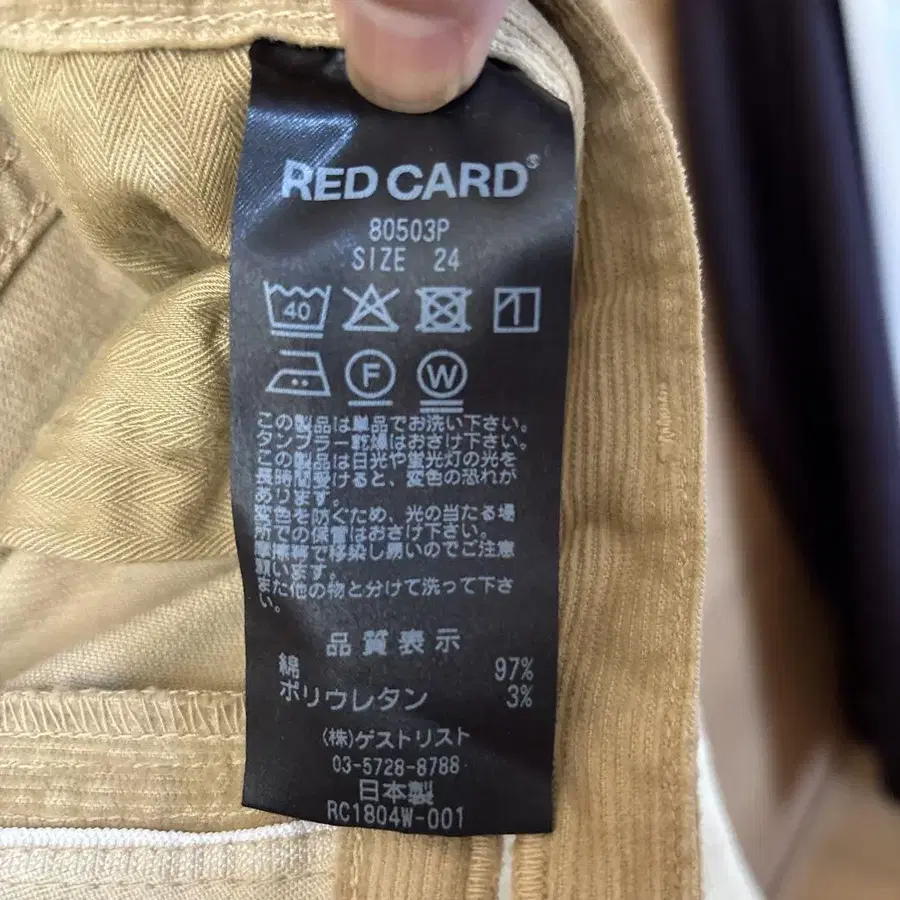 RED CARD
80503P
SIZE 24
40
F W
この製品は単品でお洗い下さい。
タンブラー乾燥はおさけ下さい。
この製品は日光や蛍光灯の光を
長時間受けると、変色の恐れが
あります。
変色を防ぐため、光の当たる場
所での保管はおさけ下さい。
摩擦等で移染し易いのでご注意
願います。
また他の物と分けて洗って下さ
い。
品質表示
綿 97%
ポリウレタン 3%
(株)ゲストリスト
03-5728-8788
日本製
RC1804W-001